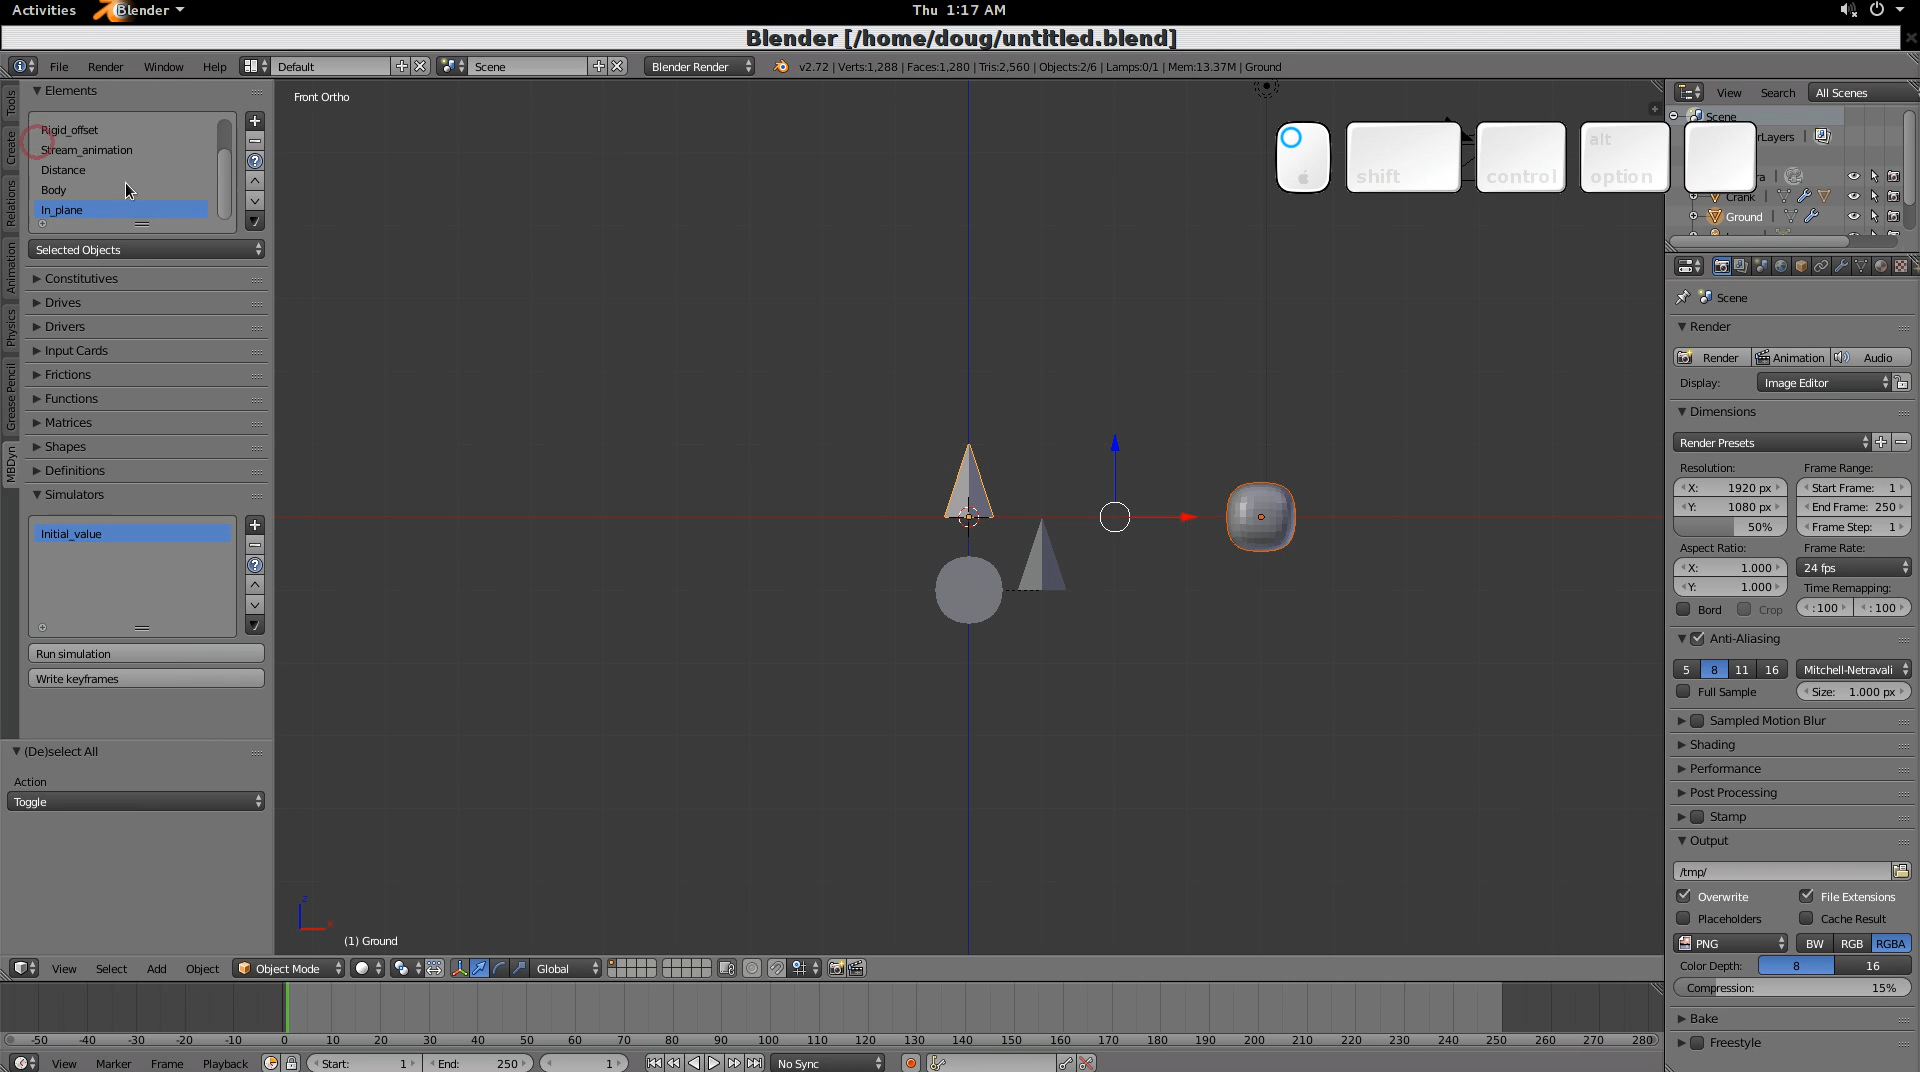 Activities Blender Thu 1:17 AM
Blender [/home/doug/untitled.blend]
File Render Window Help Default Scene Blender Render v2.72 | Verts:1,288 | Faces:1,280 | Tris:2,560 | Objects:2/6 | Lamps:0/1 | Mem:13.37M | Ground
Tools
Create
Relations
Animation
Physics
Grease Pencil
MBDyn
Elements
Rigid_offset
Stream_animation
Distance
Body
In_plane
Selected Objects
Constitutives
Drives
Drivers
Input Cards
Frictions
Functions
Matrices
Shapes
Definitions
Simulators
Initial_value
Run simulation
Write keyframes
(De)select All
Action
Toggle
Front Ortho
shift control alt option
z
x
(1) Ground
View Select Add Object Object Mode Global
-50 -40 -30 -20 -10 0 10 20 30 40 50 60 70 80 90 100 110 120 130 140 150 160 170 180 190 200 210 220 230 240 250 260 270 280
View Marker Frame Playback Start: 1 End: 250 1 No Sync
View Search All Scenes
Scene
Crank
Ground
Scene
Render
Render Animation Audio
Display: Image Editor
Dimensions
Render Presets
Resolution: Frame Range:
X: 1920 px Start Frame: 1
Y: 1080 px End Frame: 250
50% Frame Step: 1
Aspect Ratio: Frame Rate:
X: 1.000 24 fps
Y: 1.000 Time Remapping:
Bord Crop :100 :100
Anti-Aliasing
5 8 11 16 Mitchell-Netravali
Full Sample Size: 1.000 px
Sampled Motion Blur
Shading
Performance
Post Processing
Stamp
Output
/tmp/
Overwrite File Extensions
Placeholders Cache Result
PNG BW RGB RGBA
Color Depth: 8 16
Compression: 15%
Bake
Freestyle